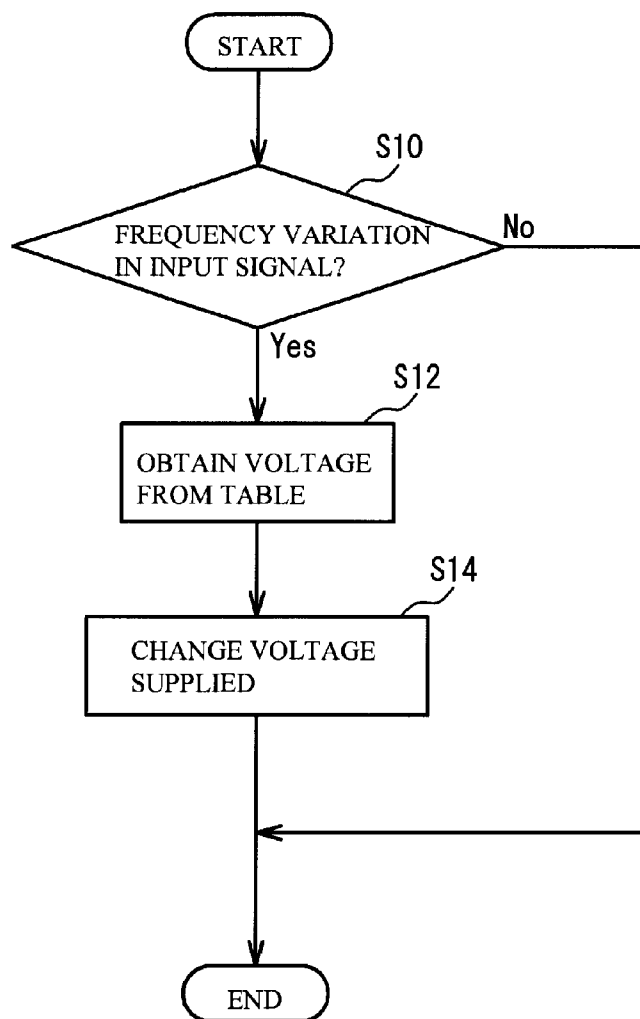 START
S10
FREQUENCY VARIATION
IN INPUT SIGNAL?
No
Yes
S12
OBTAIN VOLTAGE
FROM TABLE
S14
CHANGE VOLTAGE
SUPPLIED
END